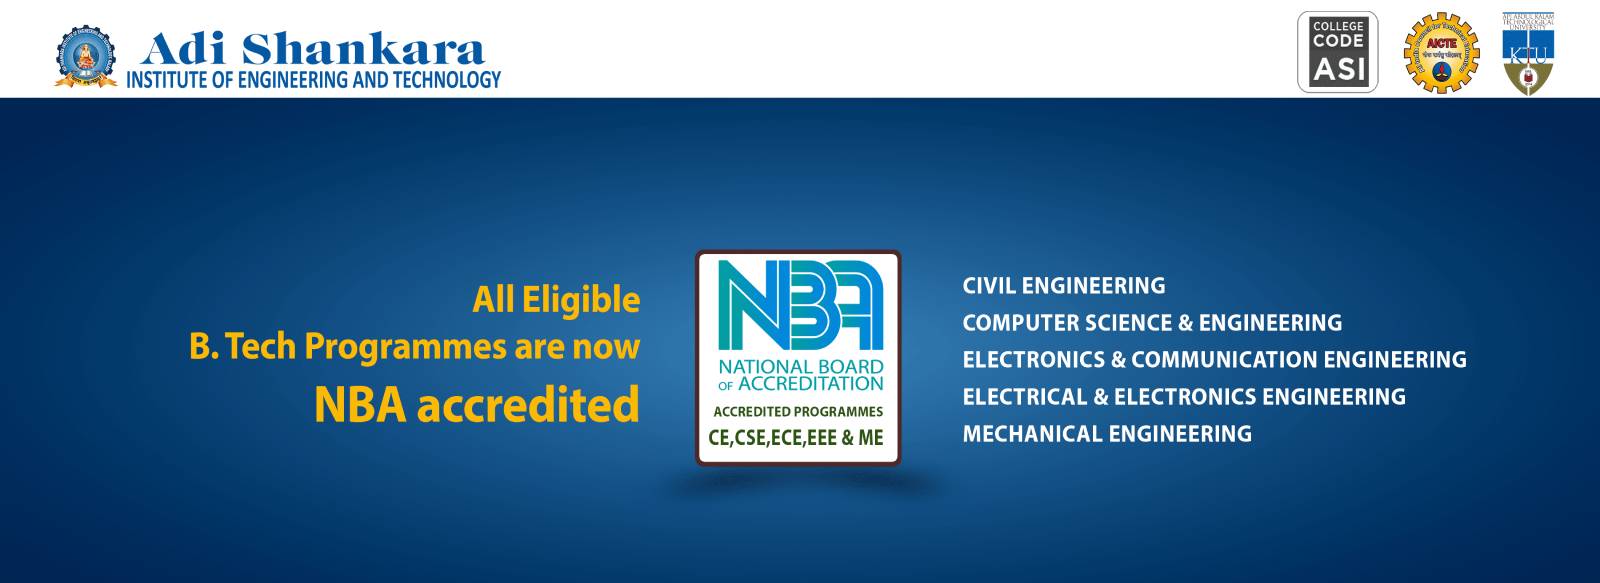 Adi Shankara
INSTITUTE OF ENGINEERING AND TECHNOLOGY
COLLEGE
CODE
ASI
AICTE
APJ ABDUL KALAM
TECHNOLOGICAL
UNIVERSITY
KTU
All Eligible
B. Tech Programmes are now
NBA accredited
NBA
NATIONAL BOARD
OF ACCREDITATION
ACCREDITED PROGRAMMES
CE,CSE,ECE,EEE & ME
CIVIL ENGINEERING
COMPUTER SCIENCE & ENGINEERING
ELECTRONICS & COMMUNICATION ENGINEERING
ELECTRICAL & ELECTRONICS ENGINEERING
MECHANICAL ENGINEERING